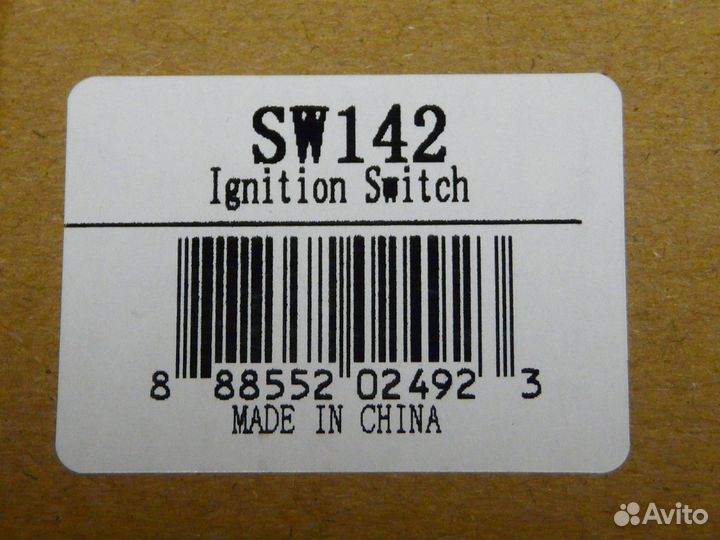 SW142
Ignition Switch
8 88552 02492 3
MADE IN CHINA
Avito